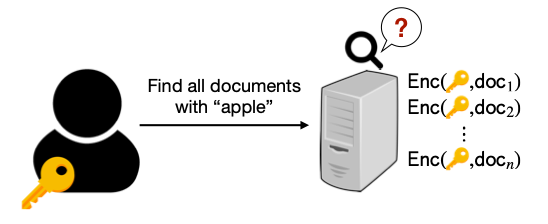 ?
Find all documents
with “apple”
Enc(🔑,doc₁)
Enc(🔑,doc₂)
⋮
Enc(🔑,docₙ)